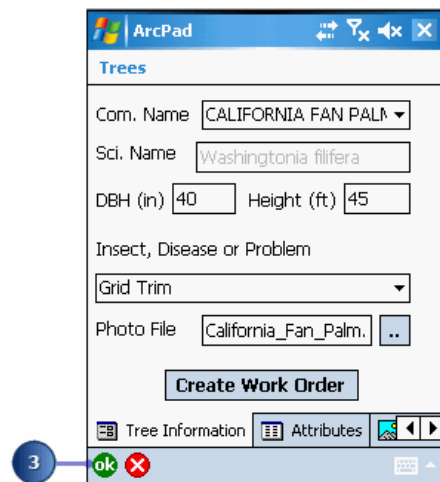 ArcPad
Trees
Com. Name CALIFORNIA FAN PALM
Sci. Name Washingtonia filifera
DBH (in) 40 Height (ft) 45
Insect, Disease or Problem
Grid Trim
Photo File California_Fan_Palm. ..
Create Work Order
Tree Information Attributes
3 ok